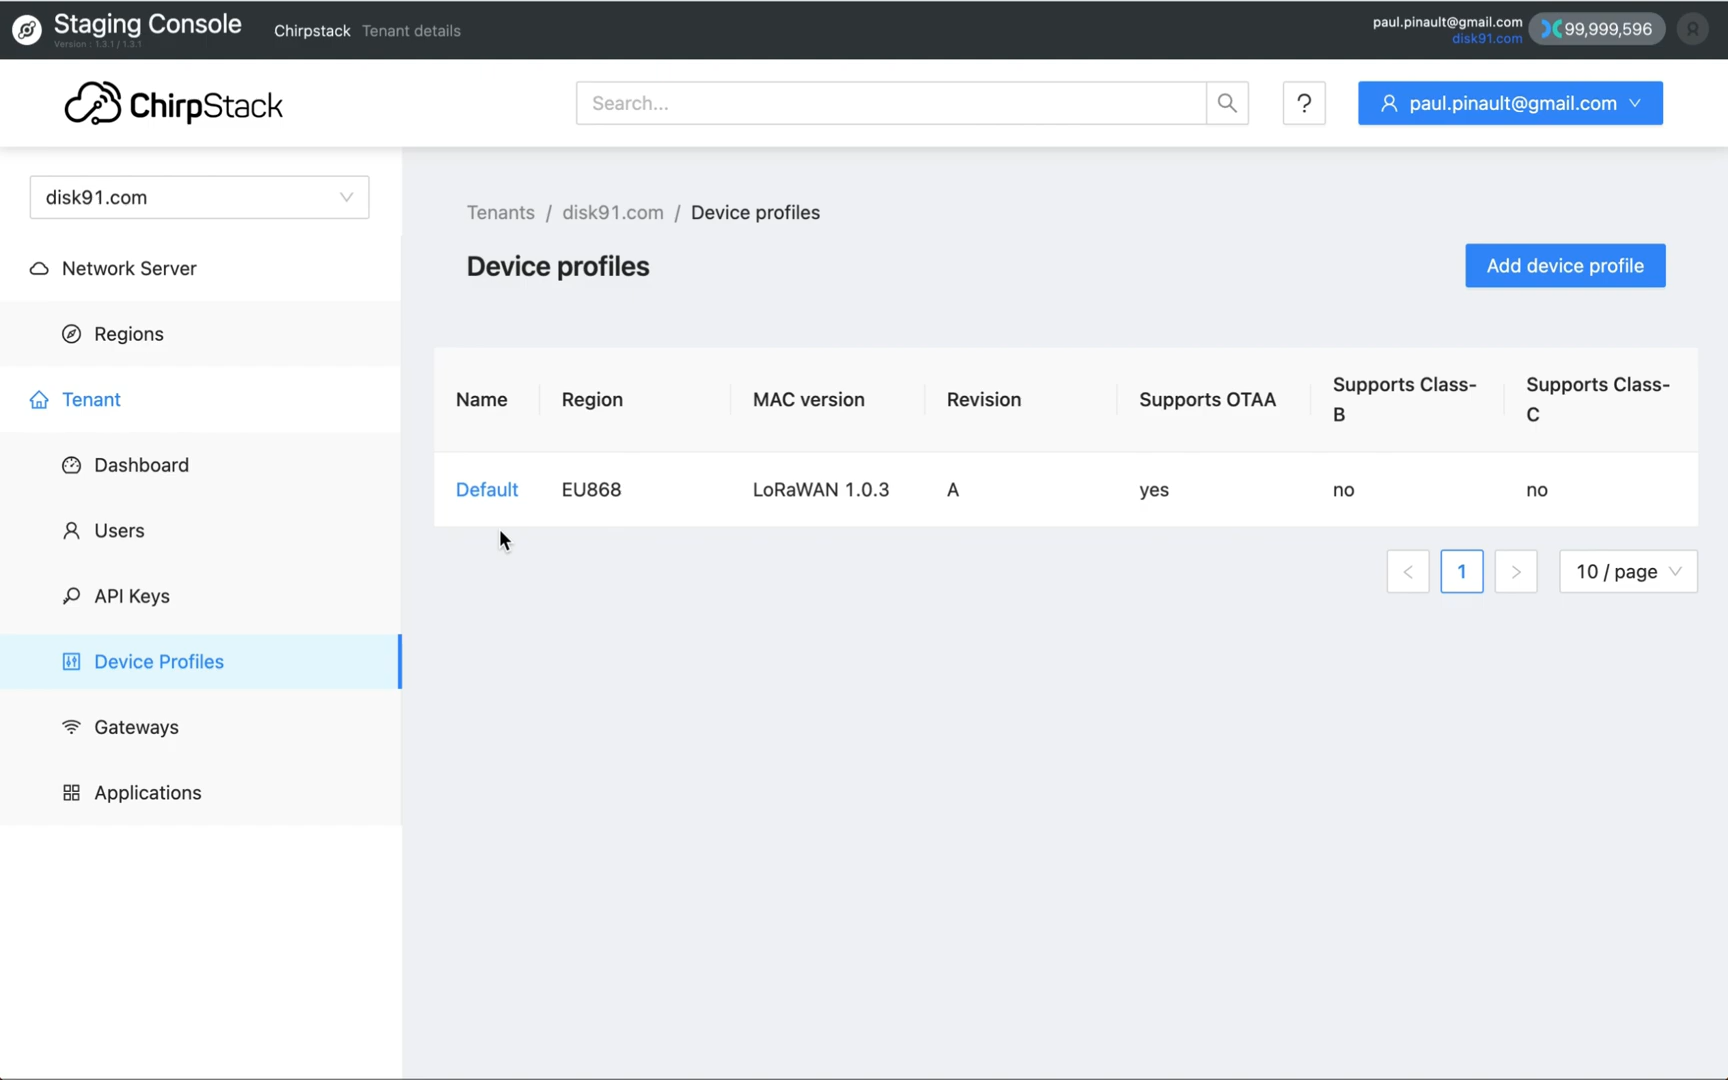 Staging Console
Version : 1.3.1 / 1.3.1
Chirpstack
Tenant details
paul.pinault@gmail.com
disk91.com
99,999,596
ChirpStack
Search...
?
paul.pinault@gmail.com
disk91.com
Network Server
Regions
Tenant
Dashboard
Users
API Keys
Device Profiles
Gateways
Applications
Tenants / disk91.com / Device profiles
Device profiles
Add device profile
Name Region MAC version Revision Supports OTAA Supports Class-B Supports Class-C
Default EU868 LoRaWAN 1.0.3 A yes no no
< 1 > 10 / page